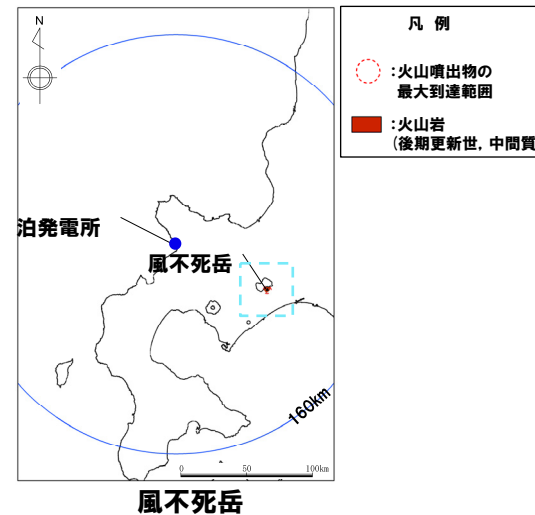 N
凡 例
:火山噴出物の
最大到達範囲
:火山岩
(後期更新世, 中間質
泊発電所
風不死岳
160km
0 50 100km
風不死岳